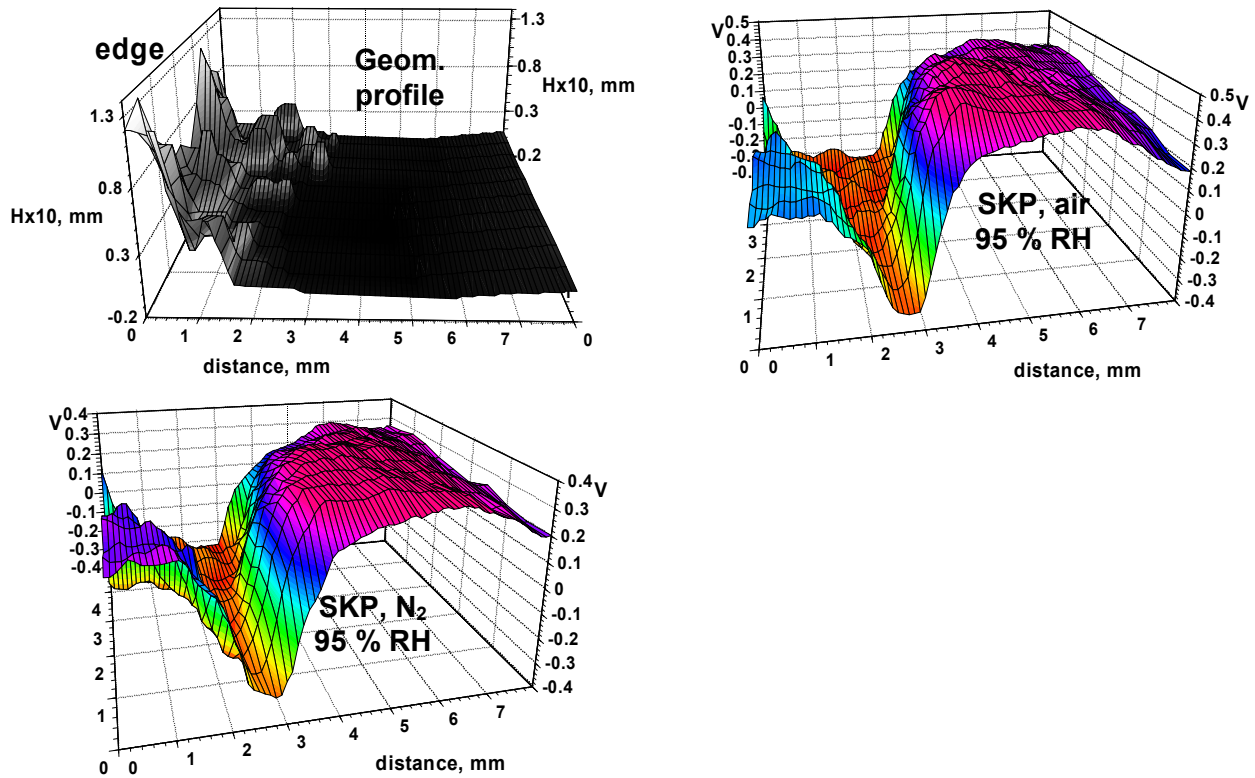 edge
Geom.
profile
1.3
0.8
0.3
-0.2
Hx10, mm
1.3
0.8
0.3
-0.2
Hx10, mm
0 1 2 3 4 5 6 7 0
distance, mm
V
0.5
0.4
0.3
0.2
0.1
0
-0.1
-0.2
3
2
1
0
0 1 2 3 4 5 6 7
distance, mm
0.5 V
0.4
0.3
0.2
0.1
0
-0.1
-0.2
-0.3
-0.4
SKP, air
95 % RH
V
0.4
0.3
0.2
0.1
0
-0.1
-0.2
-0.3
-0.4
4
3
2
1
0
0 1 2 3 4 5 6 7
distance, mm
0.4 V
0.3
0.2
0.1
0
-0.1
-0.2
-0.3
-0.4
SKP, N₂
95 % RH